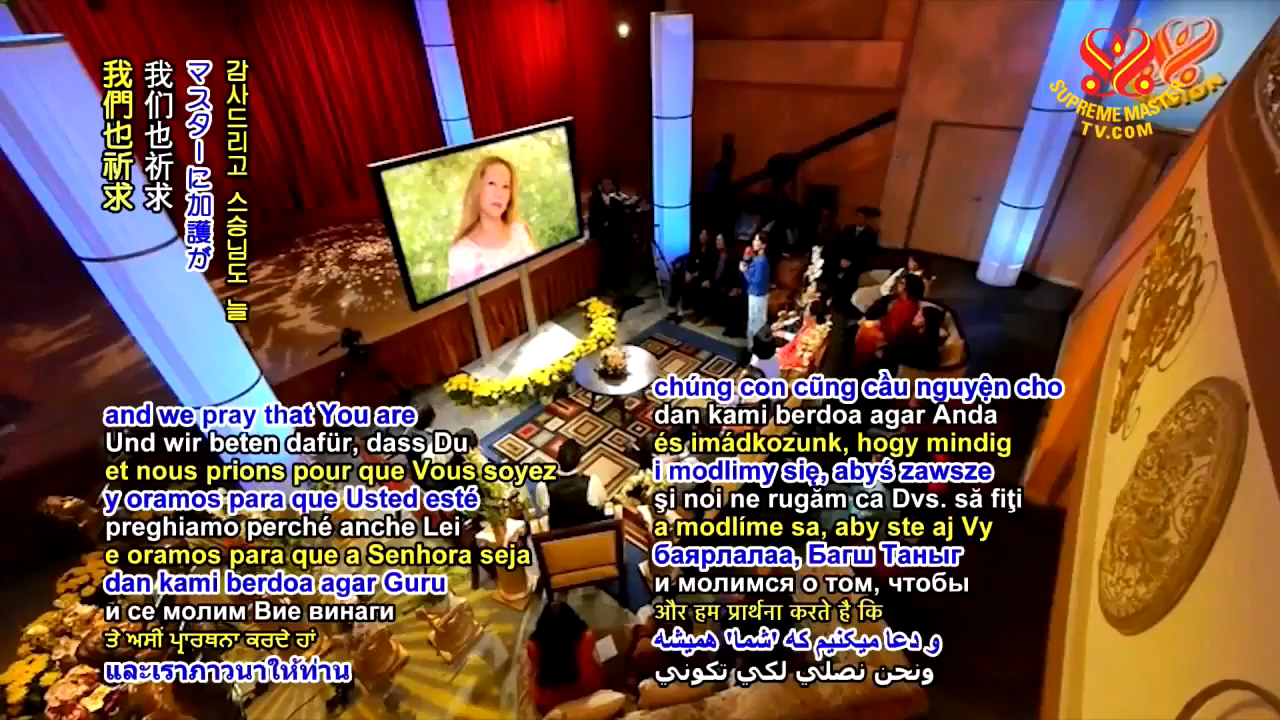 我們也祈求
我们也祈求
マスターに加護が
감사드리고 스승님도 늘
SUPREME MASTER
TV.COM
and we pray that You are
Und wir beten dafür, dass Du
et nous prions pour que Vous soyez
y oramos para que Usted esté
preghiamo perché anche Lei
e oramos para que a Senhora seja
dan kami berdoa agar Guru
и се молим Вие винаги
ਤੇ ਅਸੀਂ ਪ੍ਰਾਰਥਨਾ ਕਰਦੇ ਹਾਂ
และเราภาวนาให้ท่าน
chúng con cũng cầu nguyện cho
dan kami berdoa agar Anda
és imádkozunk, hogy mindig
i modlimy się, abyś zawsze
şi noi ne rugăm ca Dvs. să fiţi
a modlíme sa, aby ste aj Vy
баярлалаа, Багш Таныг
и молимся о том, чтобы
और हम प्रार्थना करते है कि
و دعا میکنیم که 'شما' همیشه
ونحن نصلي لكي تكوني